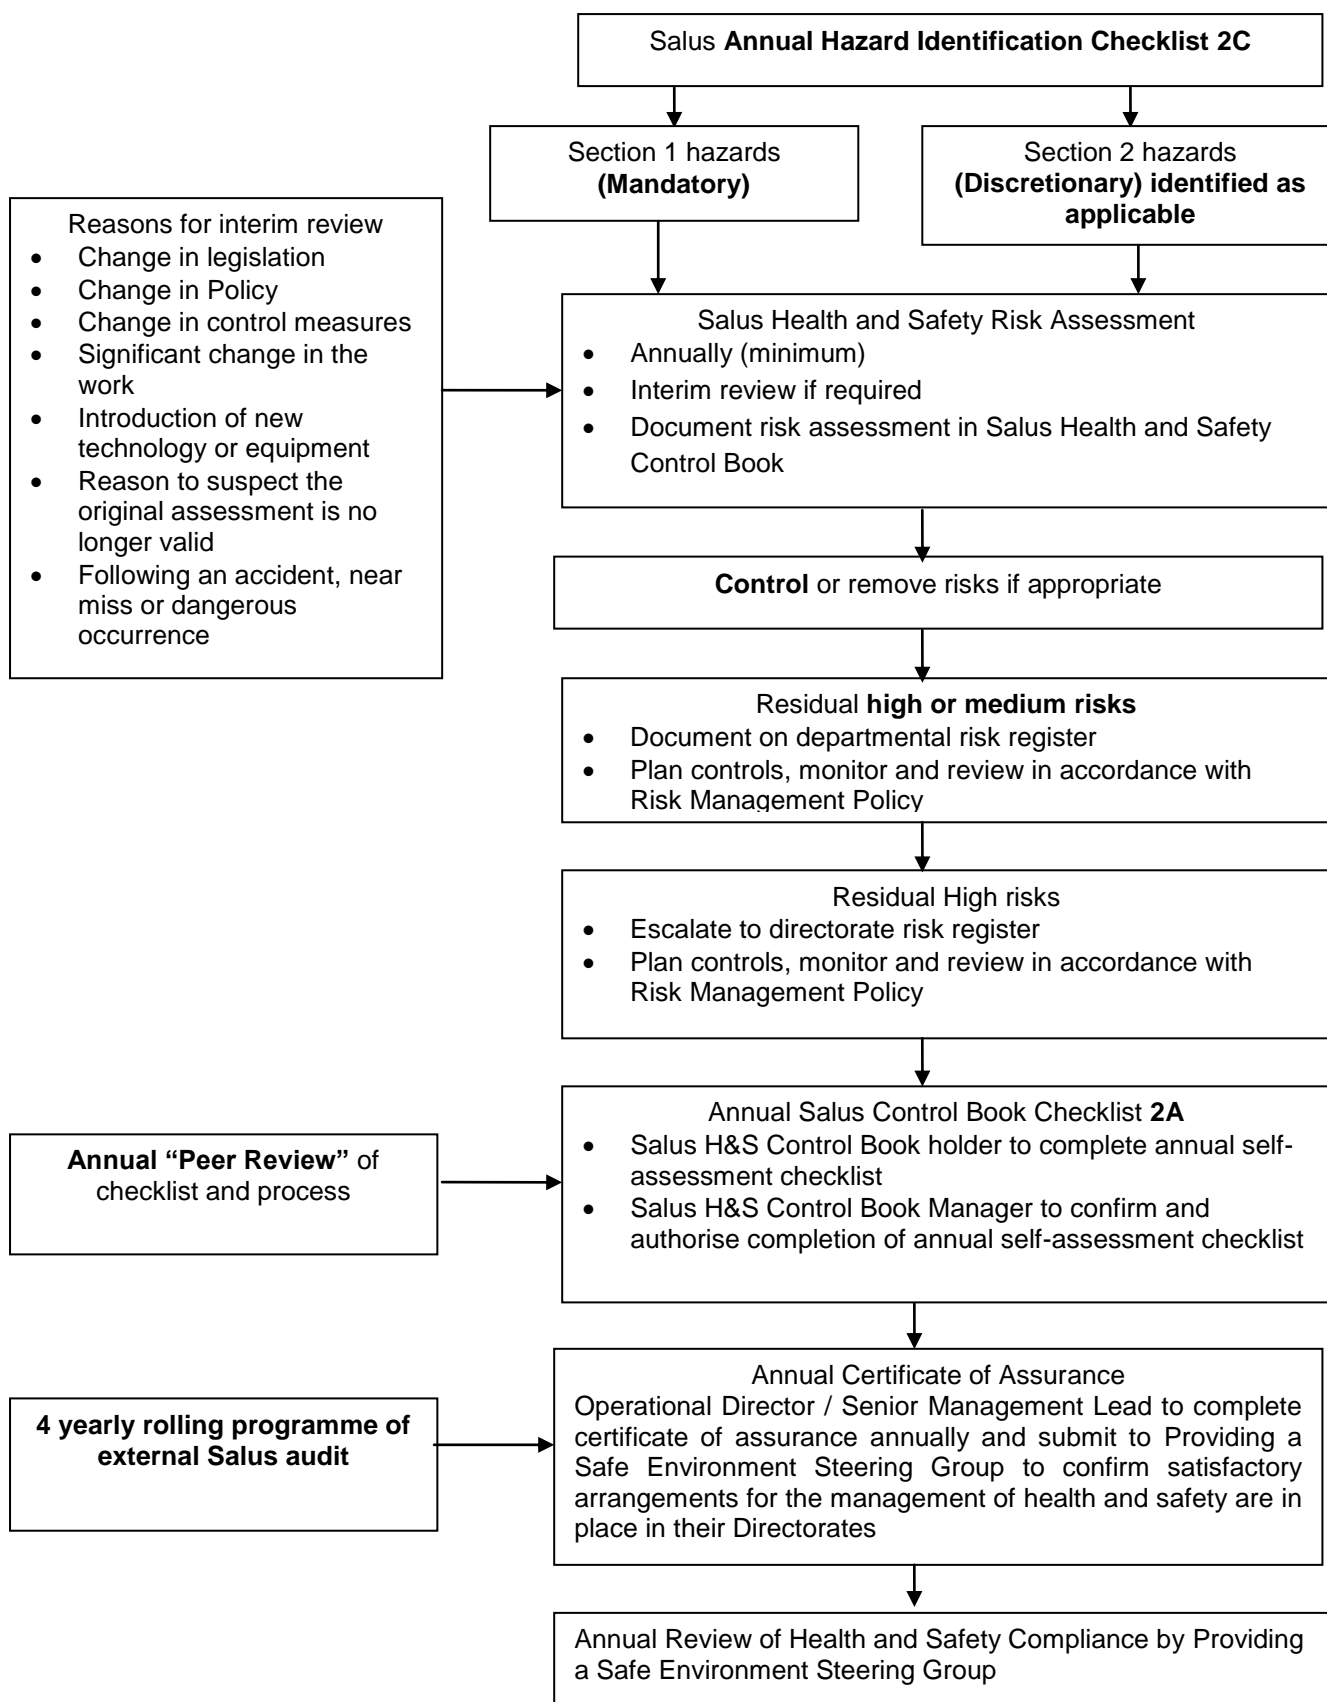 Salus Annual Hazard Identification Checklist 2C
Section 1 hazards
(Mandatory)
Section 2 hazards
(Discretionary) identified as
applicable
Reasons for interim review
• Change in legislation
• Change in Policy
• Change in control measures
• Significant change in the
work
• Introduction of new
technology or equipment
• Reason to suspect the
original assessment is no
longer valid
• Following an accident, near
miss or dangerous
occurrence
Salus Health and Safety Risk Assessment
• Annually (minimum)
• Interim review if required
• Document risk assessment in Salus Health and Safety
Control Book
Control or remove risks if appropriate
Residual high or medium risks
• Document on departmental risk register
• Plan controls, monitor and review in accordance with
Risk Management Policy
Residual High risks
• Escalate to directorate risk register
• Plan controls, monitor and review in accordance with
Risk Management Policy
Annual “Peer Review” of
checklist and process
Annual Salus Control Book Checklist 2A
• Salus H&S Control Book holder to complete annual self-
assessment checklist
• Salus H&S Control Book Manager to confirm and
authorise completion of annual self-assessment checklist
4 yearly rolling programme of
external Salus audit
Annual Certificate of Assurance
Operational Director / Senior Management Lead to complete
certificate of assurance annually and submit to Providing a
Safe Environment Steering Group to confirm satisfactory
arrangements for the management of health and safety are in
place in their Directorates
Annual Review of Health and Safety Compliance by Providing
a Safe Environment Steering Group